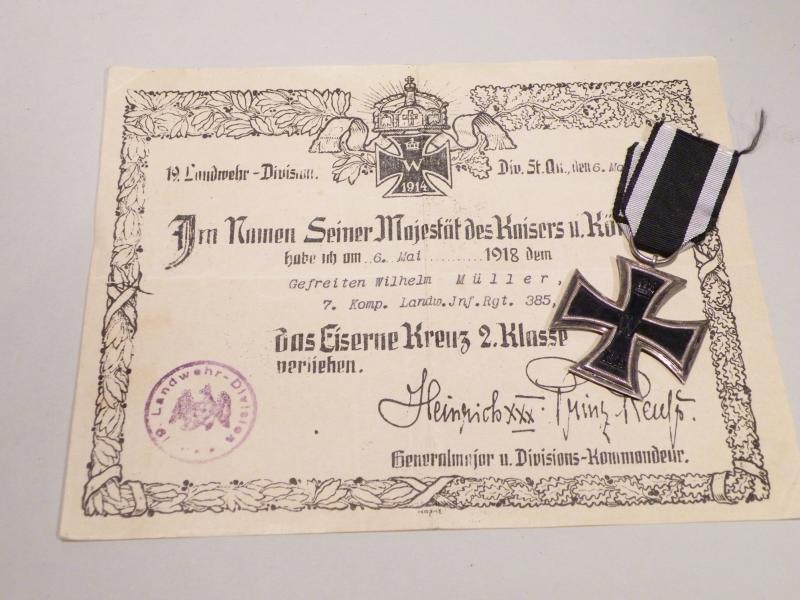 W
1914
19. Landwehr-Division.
Div. St. Qu., den 6. Ma
Im Namen Seiner Majestät des Kaisers u. Kö
habe ich am 6. Mai 1918 dem
Gefreiten Wilhelm Müller,
7. Komp. Landw. Inf. Rgt. 385,
das Eiserne Kreuz 2. Klasse
verliehen.
19. Landwehr-Division
Heinrich XXX. Prinz Reuß.
Generalmajor u. Divisions-Kommandeur.
W